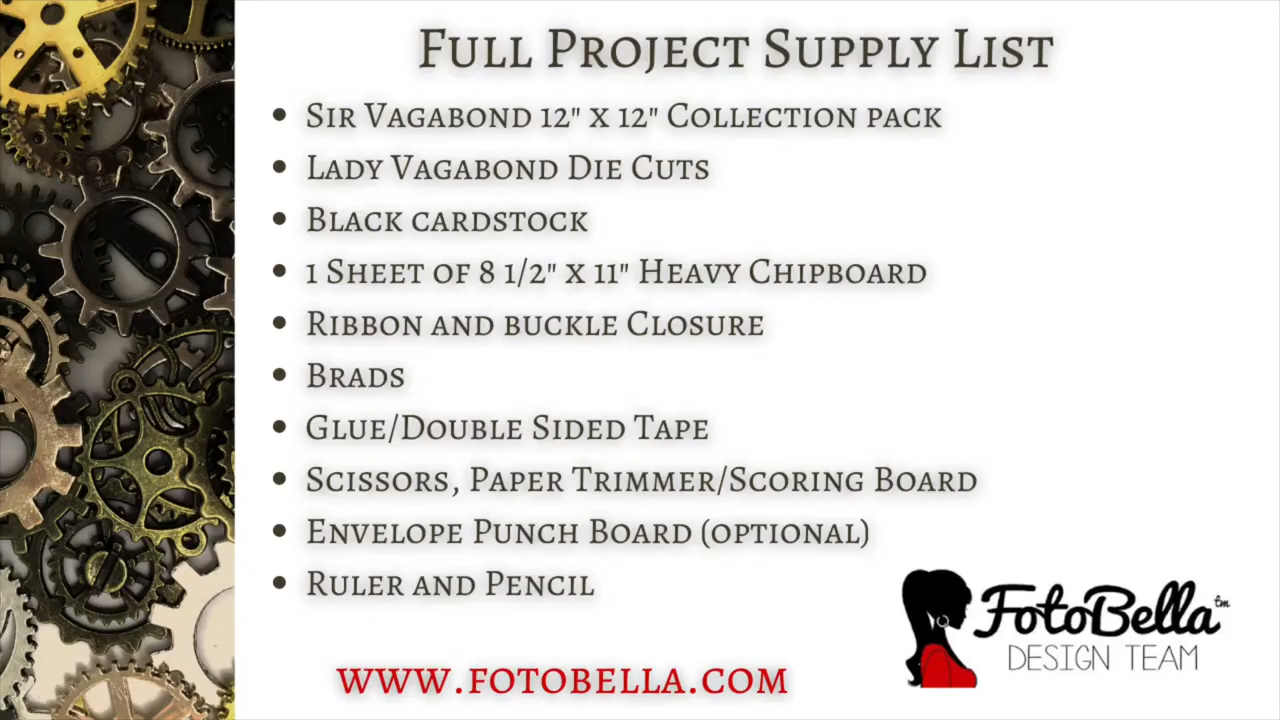 Full Project Supply List
• Sir Vagabond 12" x 12" Collection pack
• Lady Vagabond Die Cuts
• Black cardstock
• 1 Sheet of 8 1/2" x 11" Heavy Chipboard
• Ribbon and buckle Closure
• Brads
• Glue/Double Sided Tape
• Scissors, Paper Trimmer/Scoring Board
• Envelope Punch Board (optional)
• Ruler and Pencil
FotoBella™
DESIGN TEAM
www.fotobella.com